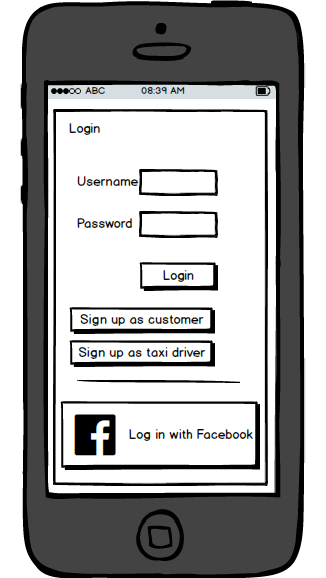 ABC 08:39 AM
Login
Username
Password
Login
Sign up as customer
Sign up as taxi driver
f Log in with Facebook